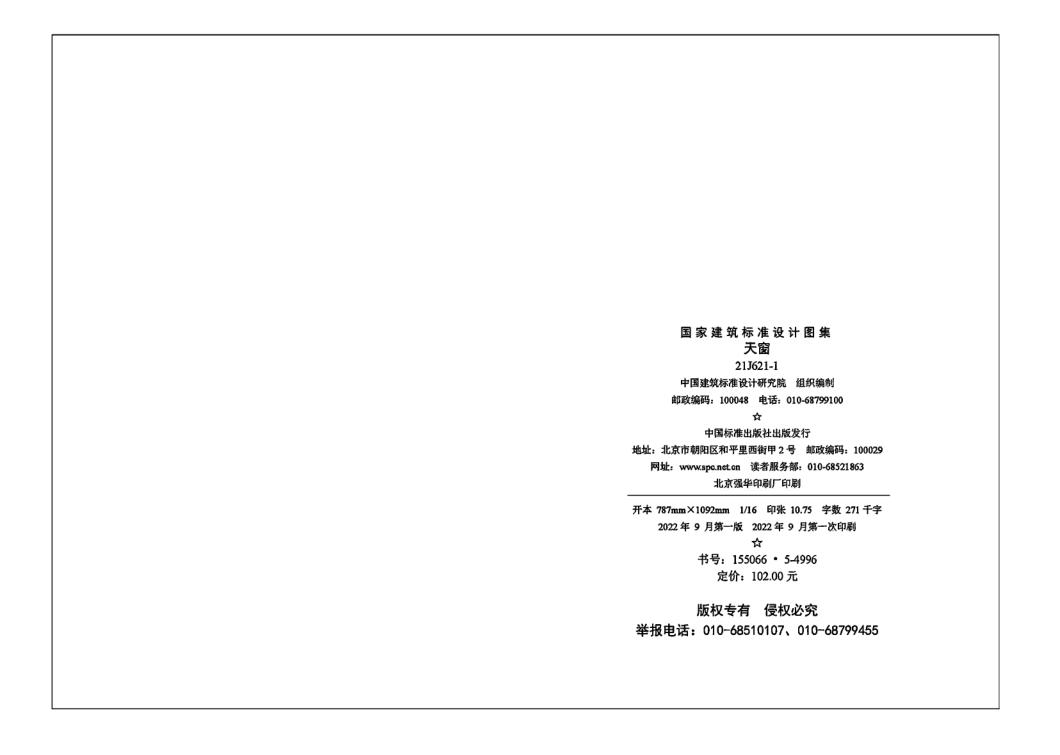 国家建筑标准设计图集
天窗
21J621-1
中国建筑标准设计研究院 组织编制
邮政编码：100048 电话：010-68799100
☆
中国标准出版社出版发行
地址：北京市朝阳区和平里西街甲 2 号 邮政编码：100029
网址：www.spc.net.cn 读者服务部：010-68521863
北京强华印刷厂印刷
开本 787mm×1092mm 1/16 印张 10.75 字数 271 千字
2022 年 9 月第一版 2022 年 9 月第一次印刷
☆
书号：155066・5-4996
定价：102.00 元
版权专有 侵权必究
举报电话：010-68510107、010-68799455